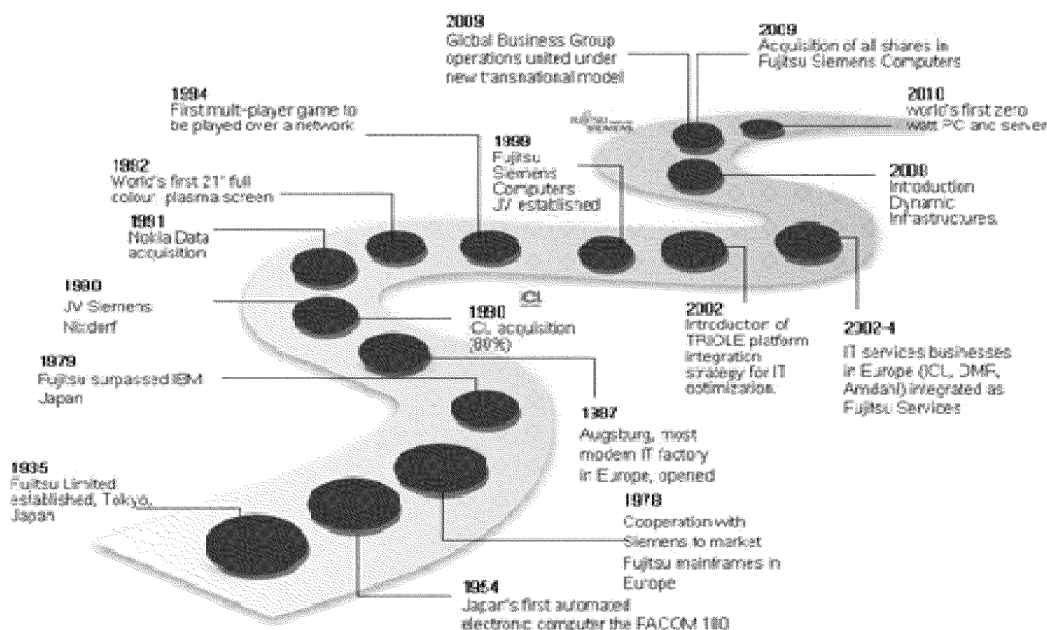 2009
Global Business Group
operations united under
new transnational model
2009
Acquisition of all shares in
Fujitsu Siemens Computers
2010
world's first zero
watt PC and server
1994
First multi-player game to
be played over a network
FUJITSU
SIEMENS
1999
Fujitsu
Siemens
Computers
JV established
1992
World's first 21" full
colour plasma screen
Introduction
Dynamic
Infrastructures.
1991
Nokia Data
acquisition
1990
JV Siemens
Nixdorf
ICL
1990
ICL acquisition
(80%)
2002
Introduction of
TRIOLE platform
integration
strategy for IT
optimisation.
2002-4
IT services businesses
in Europe (ICL, DMR,
Amdahl) integrated as
Fujitsu Services
1979
Fujitsu surpassed IBM
Japan
Augsburg, most
modern IT factory
in Europe, opened
1935
Fujitsu Limited
established, Tokyo,
Japan
1978
Cooperation with
Siemens to market
Fujitsu mainframes in
Europe
1954
Japan's first automated
electronic computer the FACOM 100